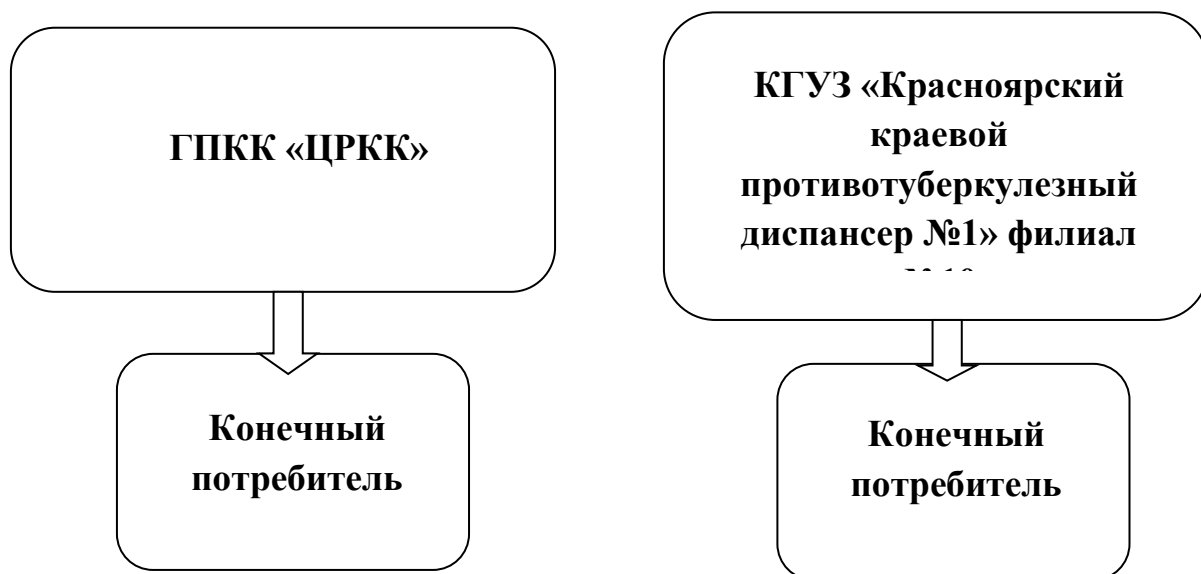 ГПКК «ЦРКК»
Конечный
потребитель
КГУЗ «Красноярский
краевой
противотуберкулезный
диспансер №1» филиал
Конечный
потребитель